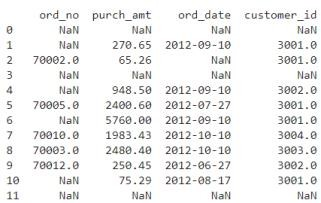 ord_no purch_amt ord_date customer_id
0 NaN NaN NaN NaN
1 NaN 270.65 2012-09-10 3001.0
2 70002.0 65.26 NaN 3001.0
3 NaN NaN NaN NaN
4 NaN 948.50 2012-09-10 3002.0
5 70005.0 2400.60 2012-07-27 3001.0
6 NaN 5760.00 2012-09-10 3001.0
7 70010.0 1983.43 2012-10-10 3004.0
8 70003.0 2480.40 2012-10-10 3003.0
9 70012.0 250.45 2012-06-27 3002.0
10 NaN 75.29 2012-08-17 3001.0
11 NaN NaN NaN NaN